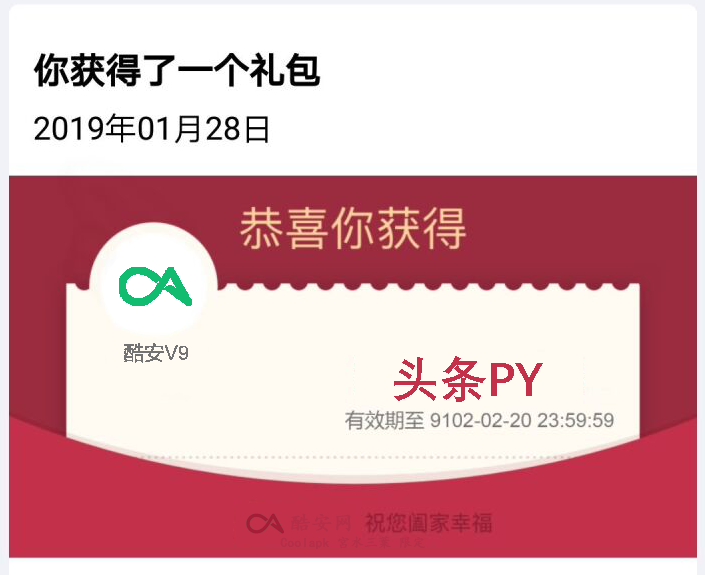 你获得了一个礼包
2019年01月28日
恭喜你获得
酷安V9
头条PY
有效期至 9102-02-20 23:59:59
酷安网 祝您阖家幸福